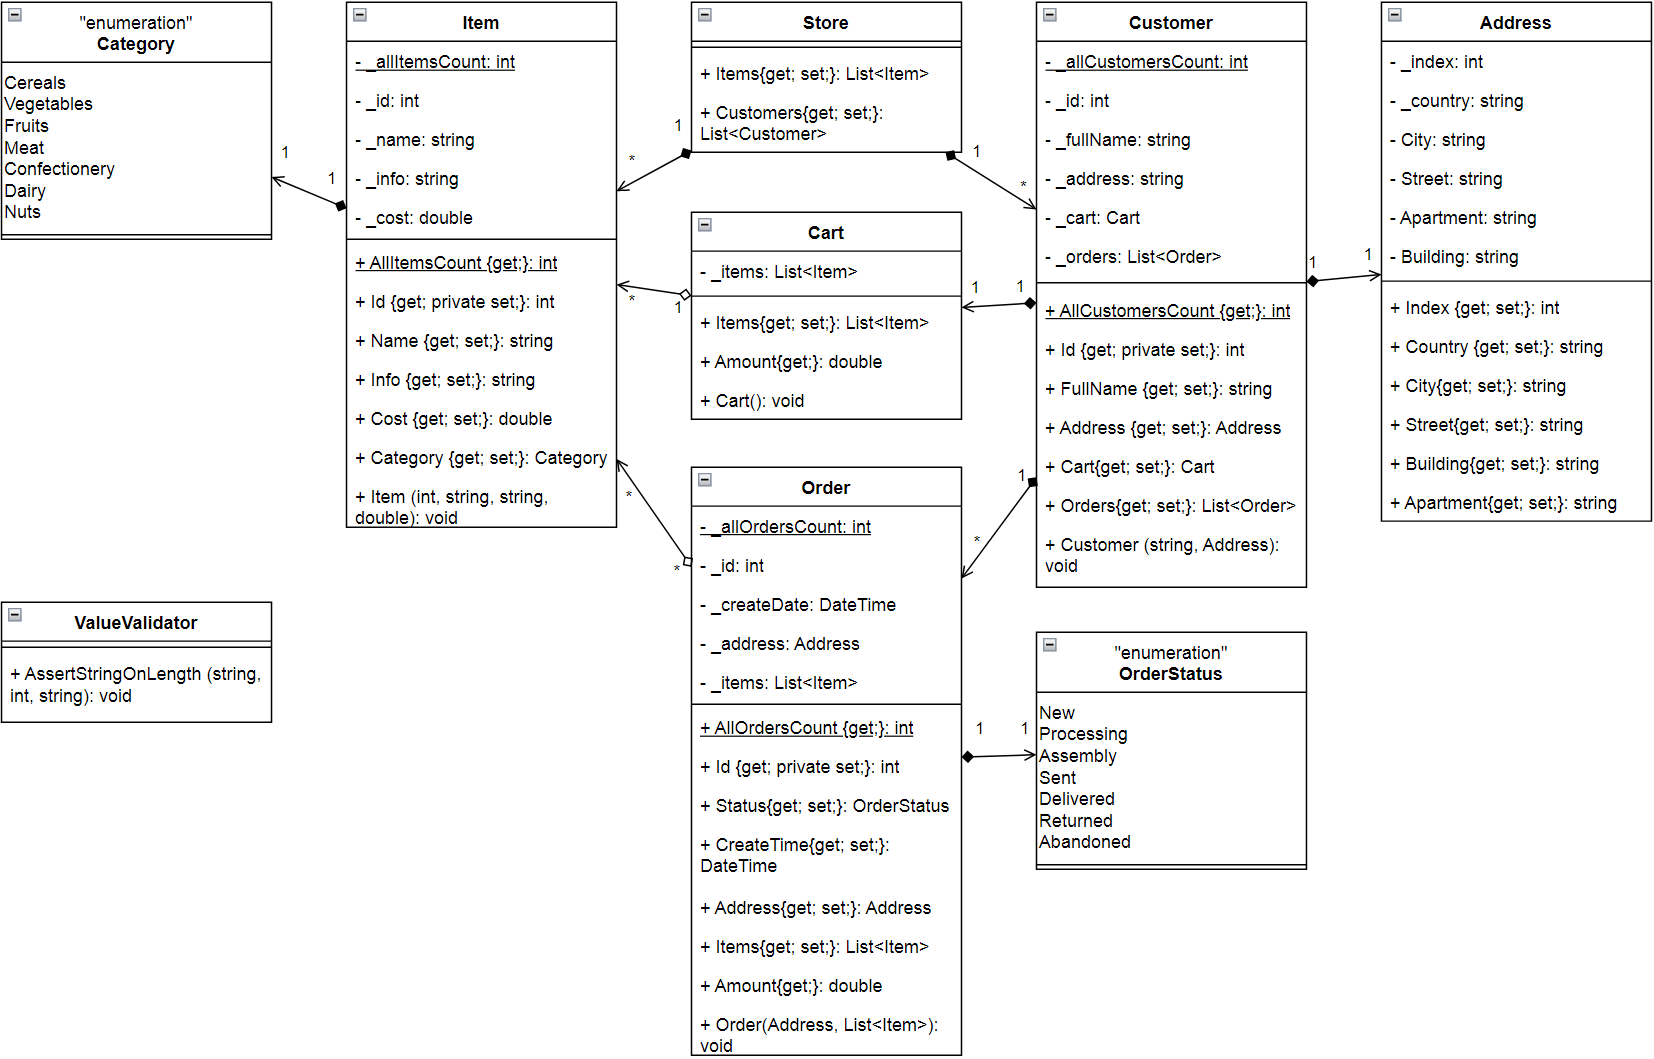 "enumeration"
Category
Cereals
Vegetables
Fruits
Meat
Confectionery
Dairy
Nuts
1
1
Item
- _allItemsCount: int
- _id: int
- _name: string
- _info: string
- _cost: double
+ AllItemsCount {get;}: int
+ Id {get; private set;}: int
+ Name {get; set;}: string
+ Info {get; set;}: string
+ Cost {get; set;}: double
+ Category {get; set;}: Category
+ Item (int, string, string,
double): void
1
*
*
1
*
*
Store
+ Items{get; set;}: List<Item>
+ Customers{get; set;}:
List<Customer>
1
*
Cart
- _items: List<Item>
+ Items{get; set;}: List<Item>
+ Amount{get;}: double
+ Cart(): void
1
1
1
*
Order
- _allOrdersCount: int
- _id: int
- _createDate: DateTime
- _address: Address
- _items: List<Item>
+ AllOrdersCount {get;}: int
+ Id {get; private set;}: int
+ Status{get; set;}: OrderStatus
+ CreateTime{get; set;}:
DateTime
+ Address{get; set;}: Address
+ Items{get; set;}: List<Item>
+ Amount{get;}: double
+ Order(Address, List<Item>):
void
1
1
Customer
- _allCustomersCount: int
- _id: int
- _fullName: string
- _address: string
- _cart: Cart
- _orders: List<Order>
+ AllCustomersCount {get;}: int
+ Id {get; private set;}: int
+ FullName {get; set;}: string
+ Address {get; set;}: Address
+ Cart{get; set;}: Cart
+ Orders{get; set;}: List<Order>
+ Customer (string, Address):
void
1
1
Address
- _index: int
- _country: string
- City: string
- Street: string
- Apartment: string
- Building: string
+ Index {get; set;}: int
+ Country {get; set;}: string
+ City{get; set;}: string
+ Street{get; set;}: string
+ Building{get; set;}: string
+ Apartment{get; set;}: string
ValueValidator
+ AssertStringOnLength (string,
int, string): void
"enumeration"
OrderStatus
New
Processing
Assembly
Sent
Delivered
Returned
Abandoned